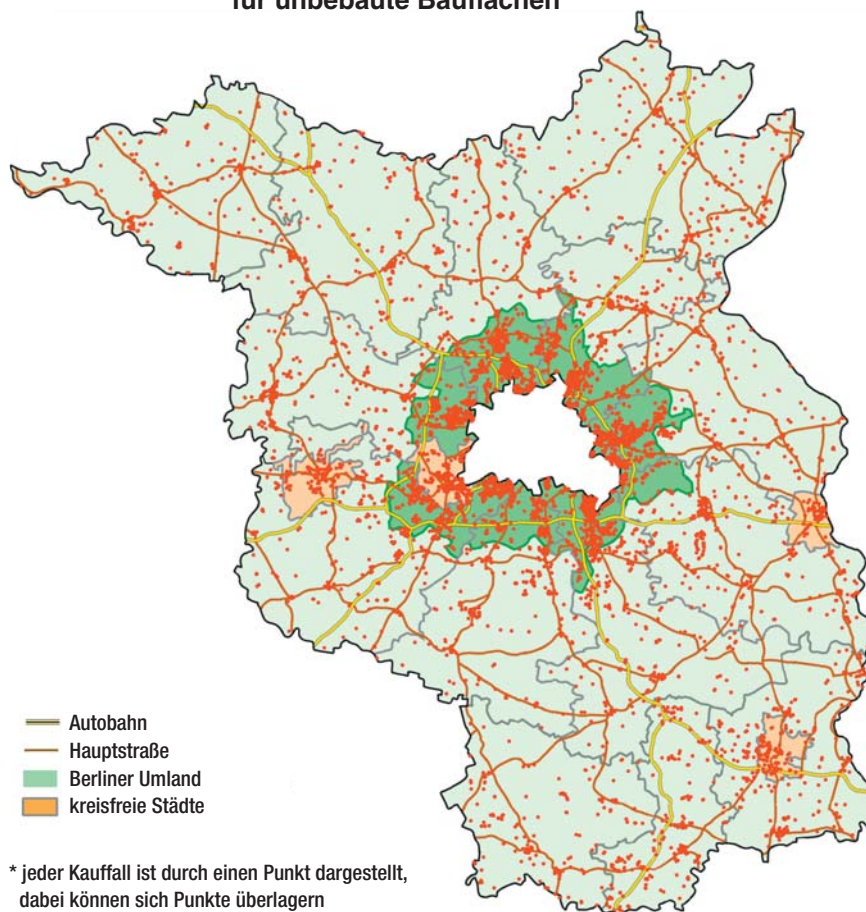 für unbebaute Bauflächen
Autobahn
Hauptstraße
Berliner Umland
kreisfreie Städte
* jeder Kauffall ist durch einen Punkt dargestellt,
dabei können sich Punkte überlagern